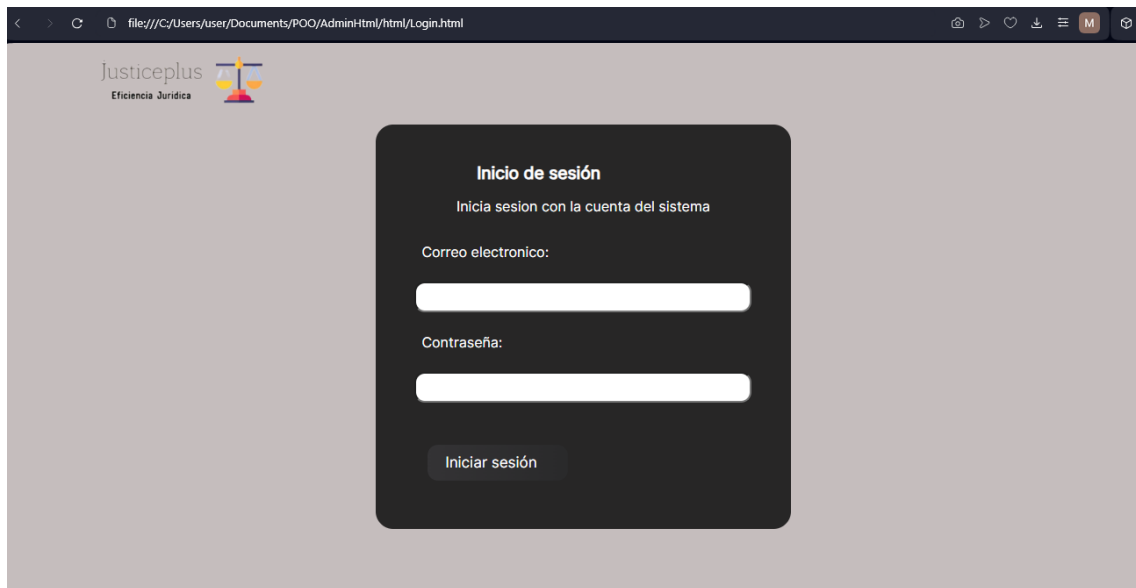 file:///C:/Users/user/Documents/POO/AdminHtml/html/Login.html
M
Justiceplus
Eficiencia Juridica
Inicio de sesión
Inicia sesion con la cuenta del sistema
Correo electronico:
Contraseña:
Iniciar sesión